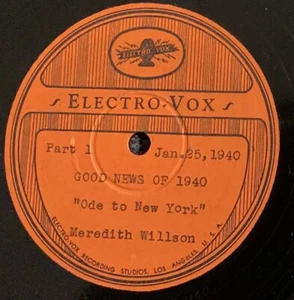 ELECTRO-VOX
ELECTRO-VOX
Part 1 Jan.25,1940
GOOD NEWS OF 1940
"Ode to New York"
Meredith Willson
ELECTRO-VOX RECORDING STUDIOS, LOS ANGELES U.S.A.